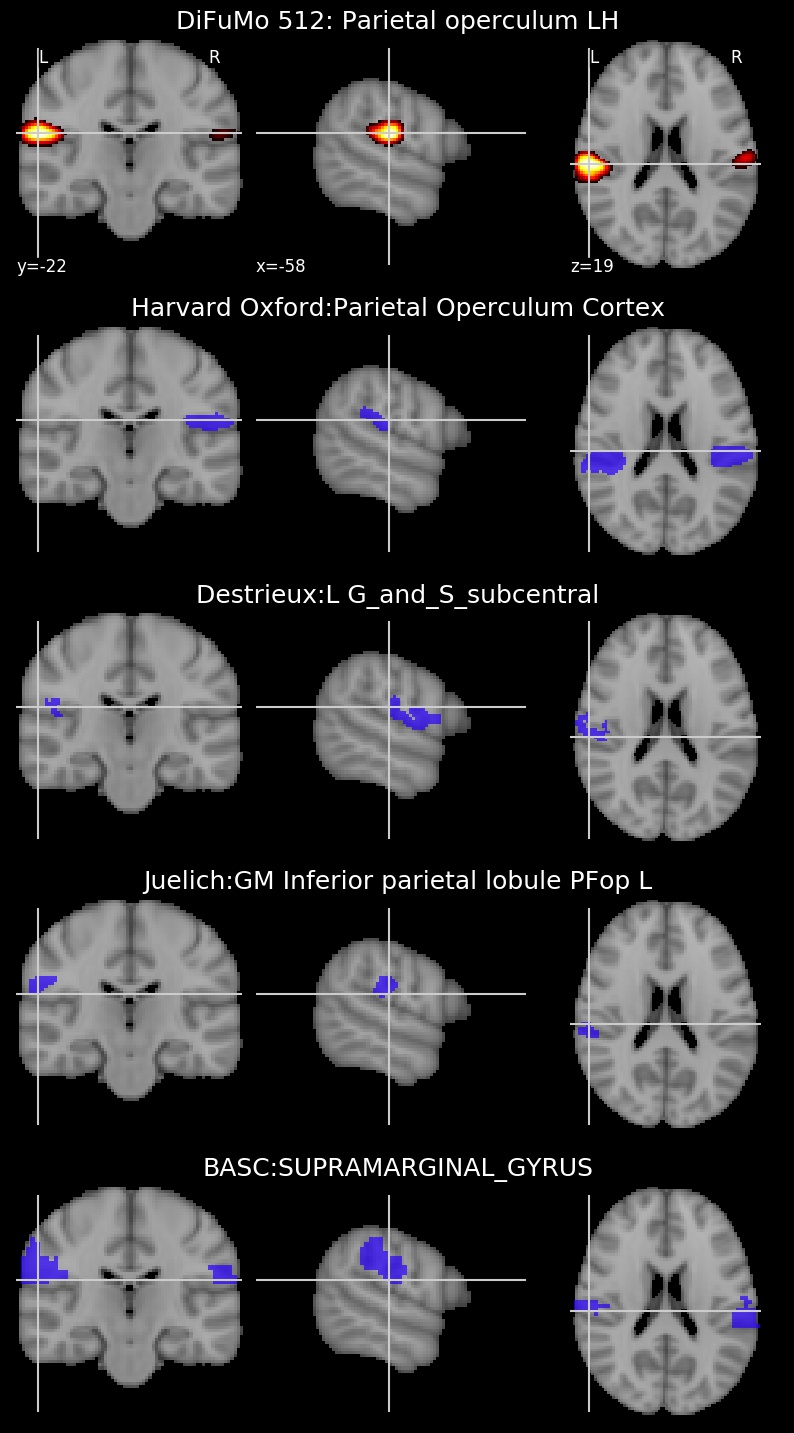 DiFuMo 512: Parietal operculum LH
L R L R
y=-22 x=-58 z=19
Harvard Oxford:Parietal Operculum Cortex
Destrieux:L G_and_S_subcentral
Juelich:GM Inferior parietal lobule PFop L
BASC:SUPRAMARGINAL_GYRUS